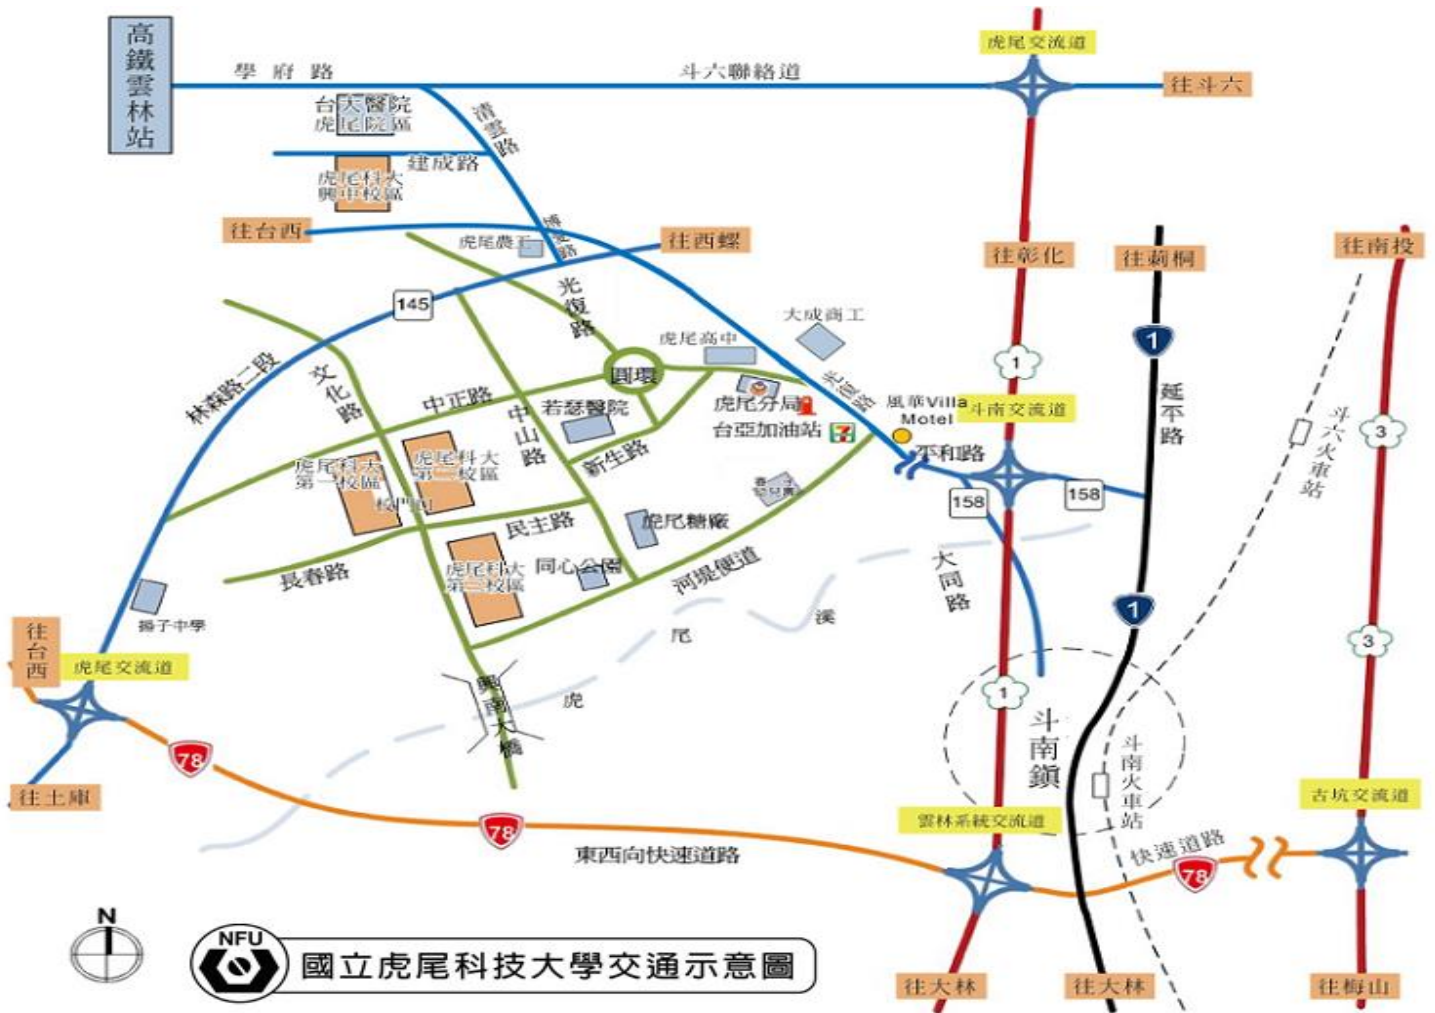 高鐵雲林站
學府路
斗六聯絡道
虎尾交流道
往斗六
台大醫院
虎尾院區
清雲路
建成路
虎尾科大
興中校區
往台西
虎尾農工
博愛路
往西螺
往彰化
往莿桐
往南投
145
光復路
大成商工
虎尾高中
1
1
圓環
林森路二段
文化路
中正路
中山路
若瑟醫院
新生路
虎尾分局
台亞加油站
7
光復路
風華Villa
Motel
斗南交流道
平和路
延平路
斗六火車站
3
虎尾科大
第一校區
校門口
虎尾科大
第二校區
158
158
民主路
虎尾糖廠
長春路
虎尾科大
第三校區
同心公園
河堤便道
大同路
揚子中學
1
3
往台西
虎尾交流道
虎
尾
溪
興南大橋
1
斗南鎮
斗南火車站
78
往土庫
78
東西向快速道路
雲林系統交流道
快速道路
78
古坑交流道
N
NFU
國立虎尾科技大學交通示意圖
往大林
往大林
往梅山